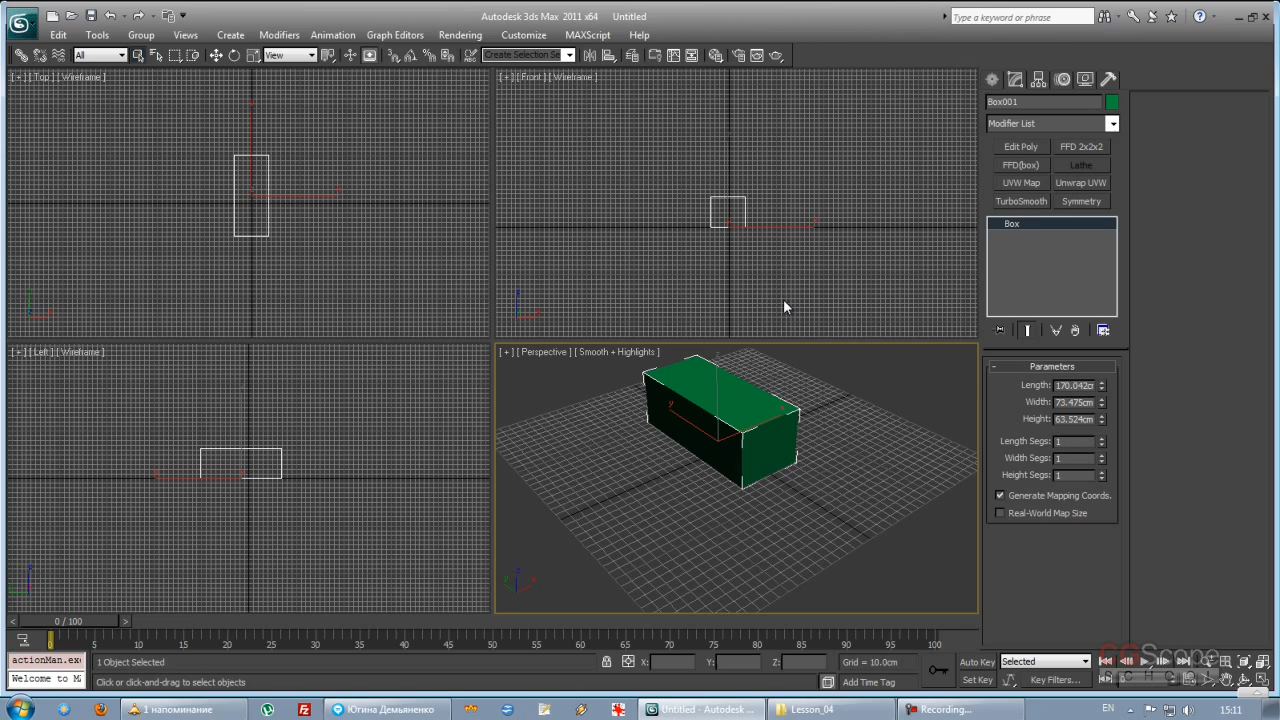 Autodesk 3ds Max 2011 x64 Untitled
Type a keyword or phrase
Edit Tools Group Views Create Modifiers Animation Graph Editors Rendering Customize MAXScript Help
All View Create Selection Se
[ + ] [ Top ] [ Wireframe ]
[ + ] [ Front ] [ Wireframe ]
Box001
Modifier List
Edit Poly FFD 2x2x2
FFD(box) Lathe
UVW Map Unwrap UVW
TurboSmooth Symmetry
Box
[ + ] [ Left ] [ Wireframe ]
[ + ] [ Perspective ] [ Smooth + Highlights ]
- Parameters
Length: 170.042cr
Width: 73.475cm
Height: 63.524cm
Length Segs: 1
Width Segs: 1
Height Segs: 1
Generate Mapping Coords.
Real-World Map Size
< 0 / 100 >
0 5 10 15 20 25 30 35 40 45 50 55 60 65 70 75 80 85 90 95 100
actionMan.exe
1 Object Selected X: Y: Z: Grid = 10.0cm Auto Key Selected
Welcome to MA
Click or click-and-drag to select objects Add Time Tag Set Key Key Filters...
CGScope
1 напоминание Югина Демьяненко Untitled - Autodesk ... Lesson_04 Recording... EN 15:11